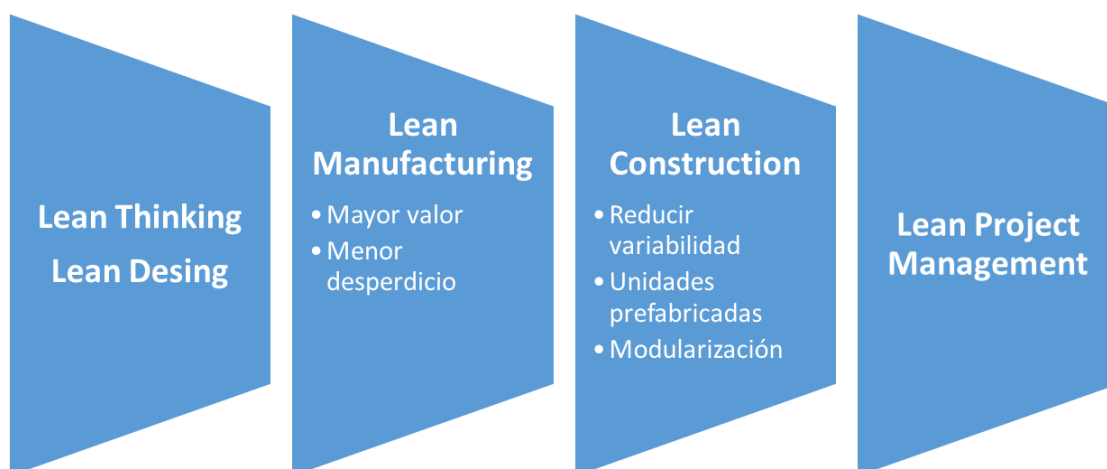 Lean Thinking
Lean Desing
Lean
Manufacturing
• Mayor valor
• Menor
desperdicio
Lean
Construction
• Reducir
variabilidad
• Unidades
prefabricadas
• Modularización
Lean Project
Management